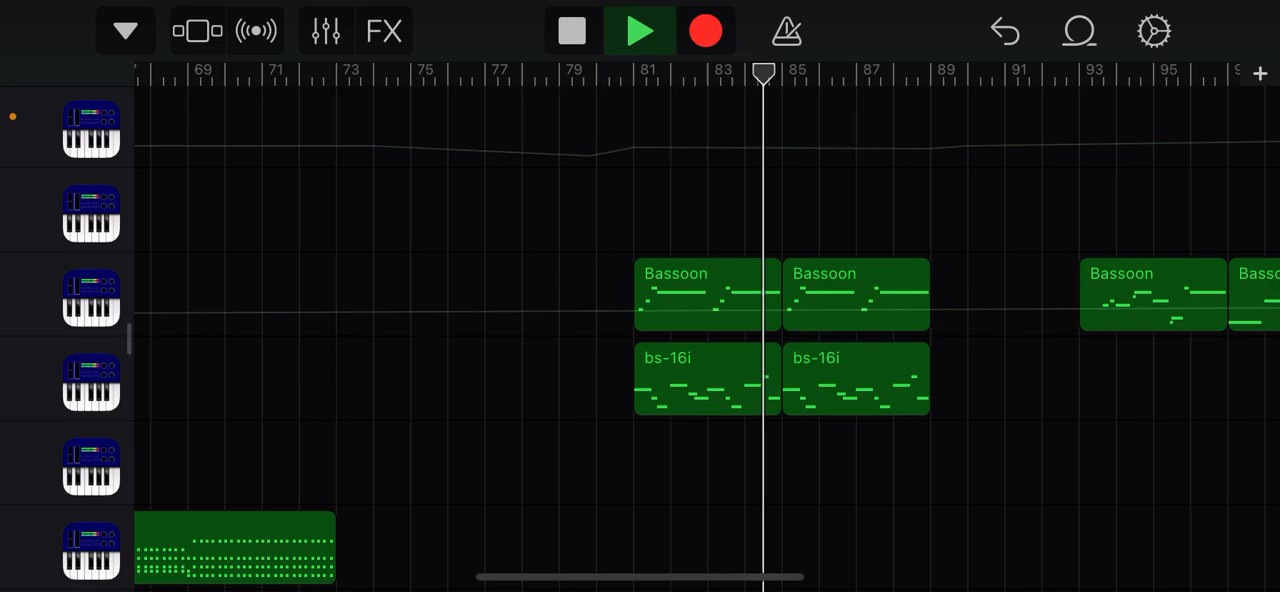 FX
69 71 73 75 77 79 81 83 85 87 89 91 93 95
Bassoon Bassoon Bassoon
bs-16i bs-16i